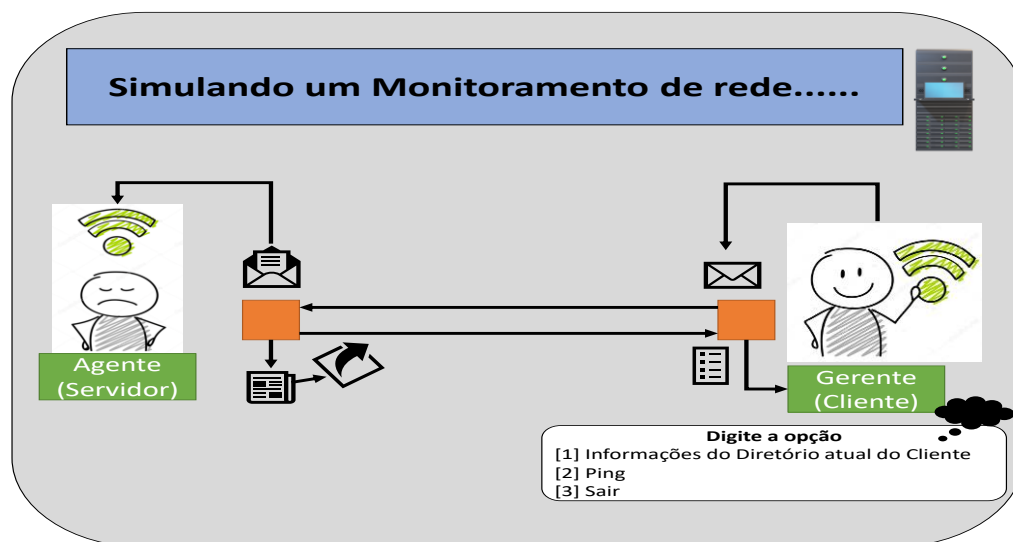 Simulando um Monitoramento de rede......
Agente
(Servidor)
Gerente
(Cliente)
Digite a opção
[1] Informações do Diretório atual do Cliente
[2] Ping
[3] Sair